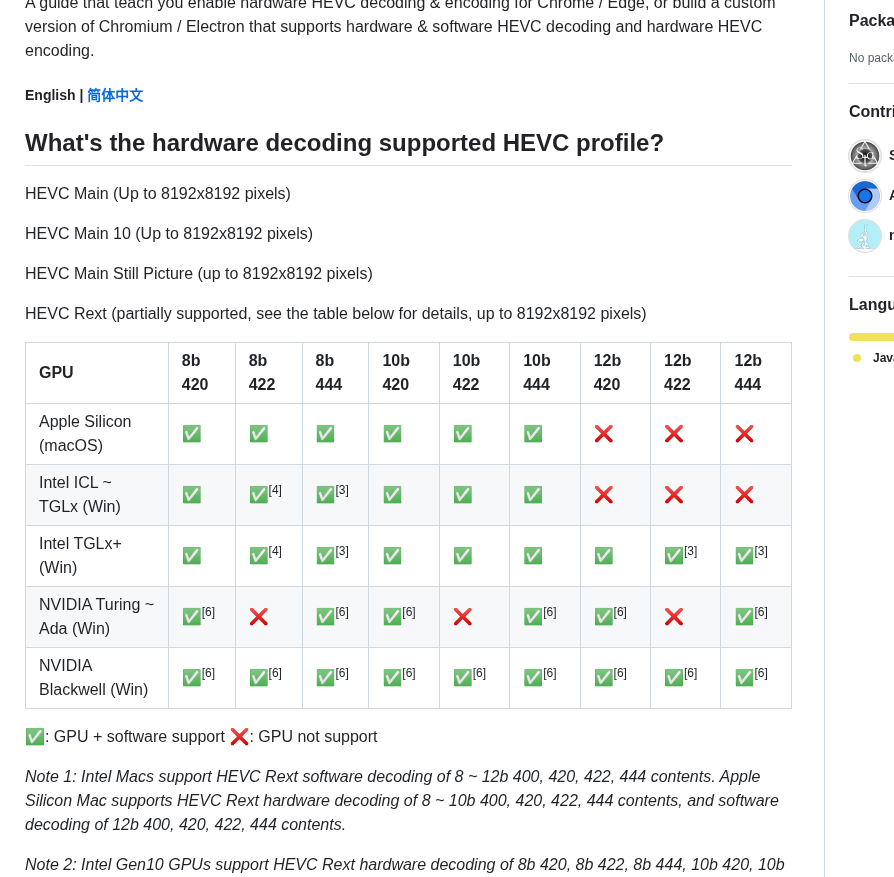 A guide that teach you enable hardware HEVC decoding & encoding for Chrome / Edge, or build a custom
version of Chromium / Electron that supports hardware & software HEVC decoding and hardware HEVC
encoding.
English | 简体中文
What's the hardware decoding supported HEVC profile?
HEVC Main (Up to 8192x8192 pixels)
HEVC Main 10 (Up to 8192x8192 pixels)
HEVC Main Still Picture (up to 8192x8192 pixels)
HEVC Rext (partially supported, see the table below for details, up to 8192x8192 pixels)
GPU 8b 420 8b 422 8b 444 10b 420 10b 422 10b 444 12b 420 12b 422 12b 444
Apple Silicon (macOS) ✅ ✅ ✅ ✅ ✅ ✅ ❌ ❌ ❌
Intel ICL ~ TGLx (Win) ✅ ✅[4] ✅[3] ✅ ✅ ✅ ❌ ❌ ❌
Intel TGLx+ (Win) ✅ ✅[4] ✅[3] ✅ ✅ ✅ ✅ ✅[3] ✅[3]
NVIDIA Turing ~ Ada (Win) ✅[6] ❌ ✅[6] ✅[6] ❌ ✅[6] ✅[6] ❌ ✅[6]
NVIDIA Blackwell (Win) ✅[6] ✅[6] ✅[6] ✅[6] ✅[6] ✅[6] ✅[6] ✅[6] ✅[6]
✅: GPU + software support ❌: GPU not support
Note 1: Intel Macs support HEVC Rext software decoding of 8 ~ 12b 400, 420, 422, 444 contents. Apple
Silicon Mac supports HEVC Rext hardware decoding of 8 ~ 10b 400, 420, 422, 444 contents, and software
decoding of 12b 400, 420, 422, 444 contents.
Note 2: Intel Gen10 GPUs support HEVC Rext hardware decoding of 8b 420, 8b 422, 8b 444, 10b 420, 10b
Packa
No pack
Contri
Langu
Jav